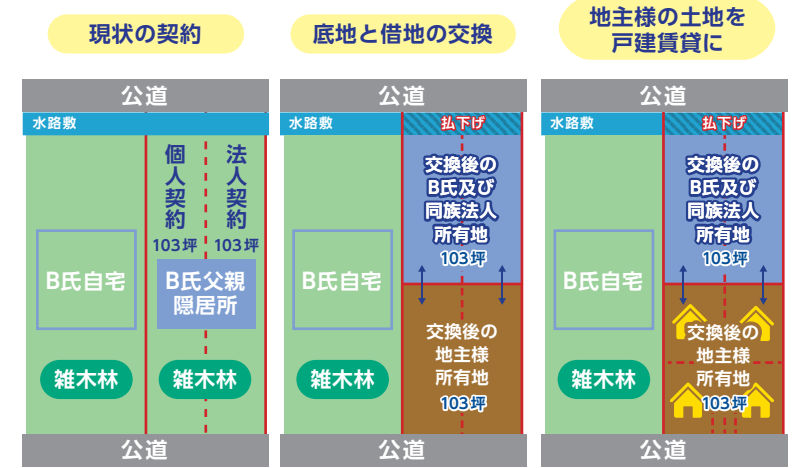 現状の契約
公道
水路敷
個人契約
法人契約
103坪
103坪
B氏自宅
B氏父親
隠居所
雑木林
雑木林
公道
底地と借地の交換
公道
水路敷
払下げ
交換後の
B氏及び
同族法人
所有地
103坪
B氏自宅
交換後の
地主様
所有地
103坪
雑木林
公道
地主様の土地を
戸建賃貸に
公道
水路敷
払下げ
交換後の
B氏及び
同族法人
所有地
103坪
B氏自宅
交換後の
地主様
所有地
103坪
雑木林
公道